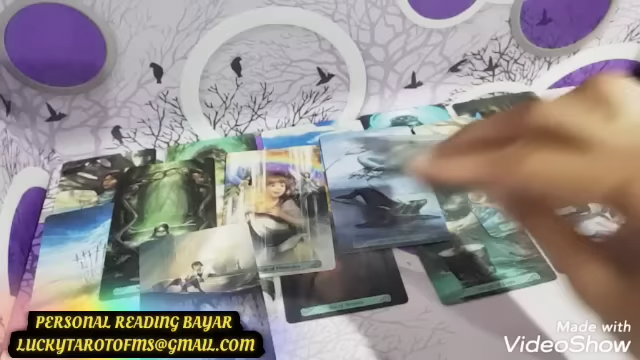 PERSONAL READING BAYAR
LUCKYTAROTOFMS@GMAIL.COM
Made with
VideoShow